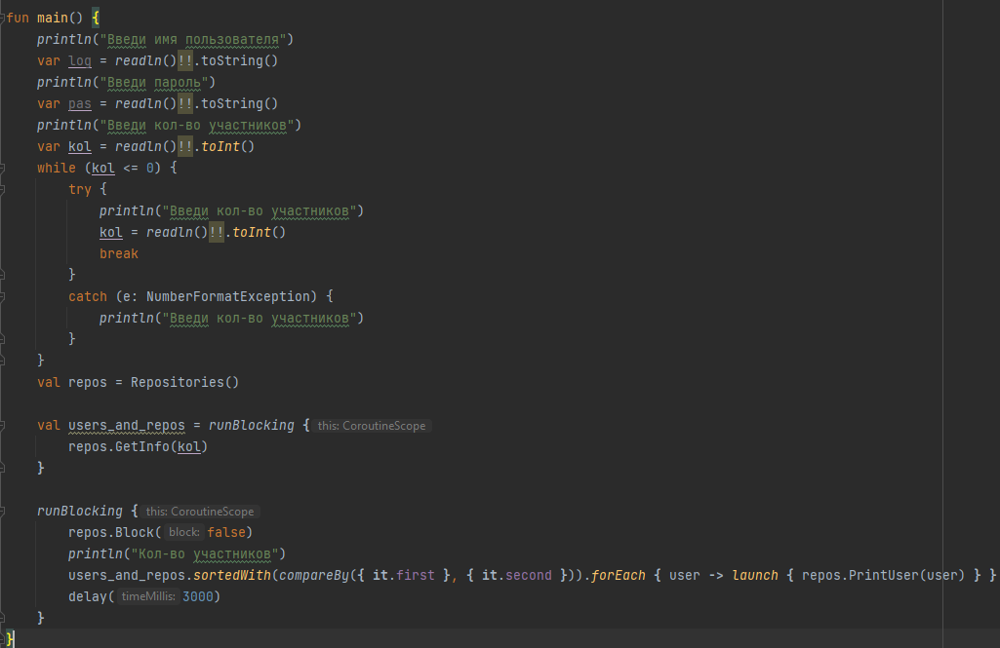 fun main() {
println("Введи имя пользователя")
var log = readln()!!.toString()
println("Введи пароль")
var pas = readln()!!.toString()
println("Введи кол-во участников")
var kol = readln()!!.toInt()
while (kol <= 0) {
try {
println("Введи кол-во участников")
kol = readln()!!.toInt()
break
}
catch (e: NumberFormatException) {
println("Введи кол-во участников")
}
}
val repos = Repositories()
val users_and_repos = runBlocking { this: CoroutineScope
repos.GetInfo(kol)
}
runBlocking { this: CoroutineScope
repos.Block( block: false)
println("Кол-во участников")
users_and_repos.sortedWith(compareBy({ it.first }, { it.second })).forEach { user -> launch { repos.PrintUser(user) } }
delay( timeMillis: 3000)
}
}